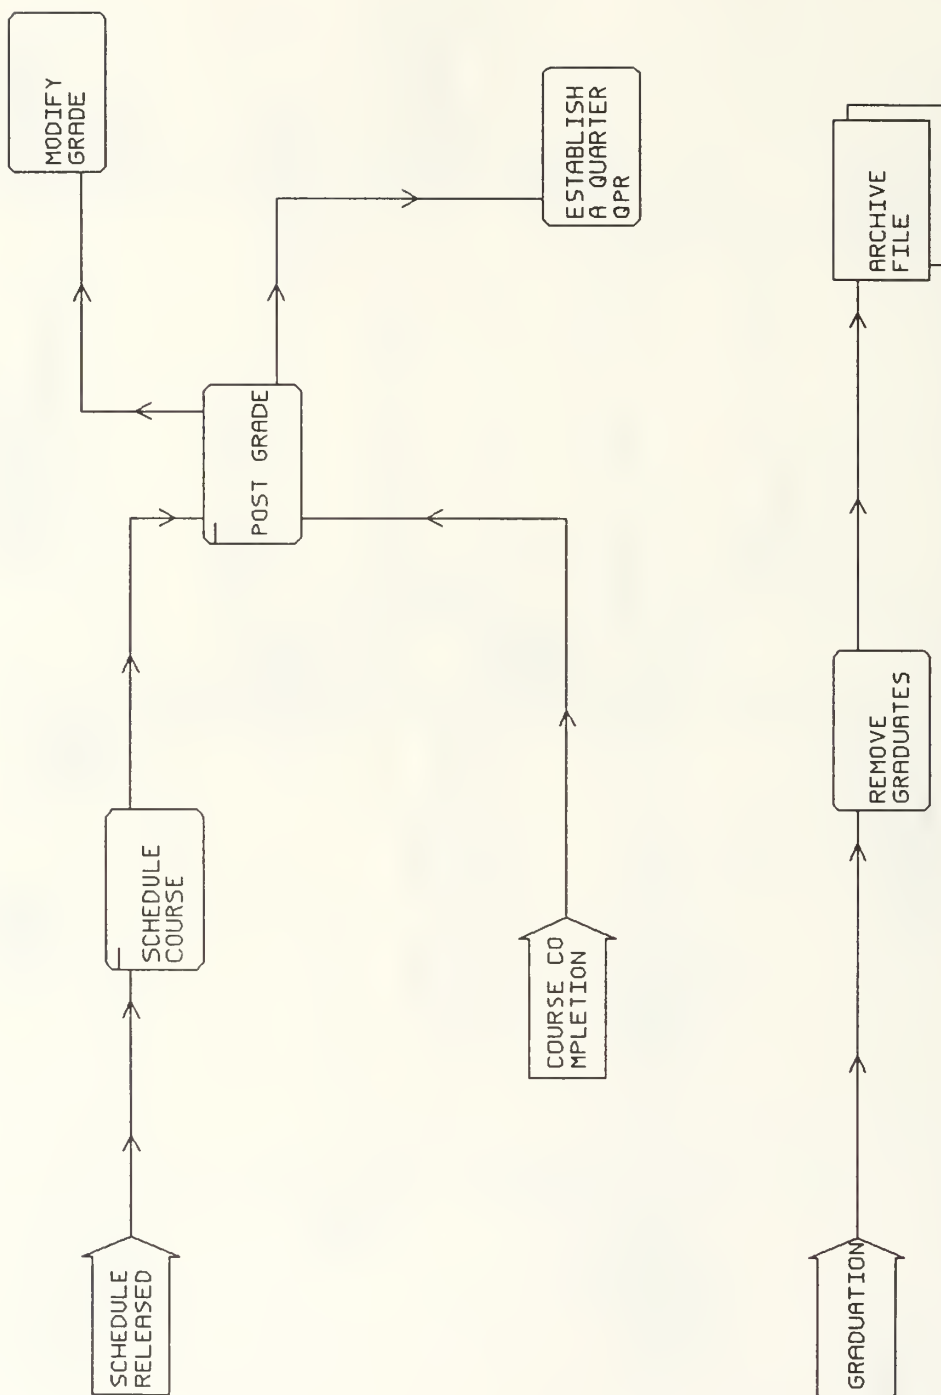 SCHEDULE
RELEASED
SCHEDULE
COURSE
POST GRADE
MODIFY
GRADE
ESTABLISH
A QUARTER
QPR
COURSE CO
MPLETION
GRADUATION
REMOVE
GRADUATES
ARCHIVE
FILE